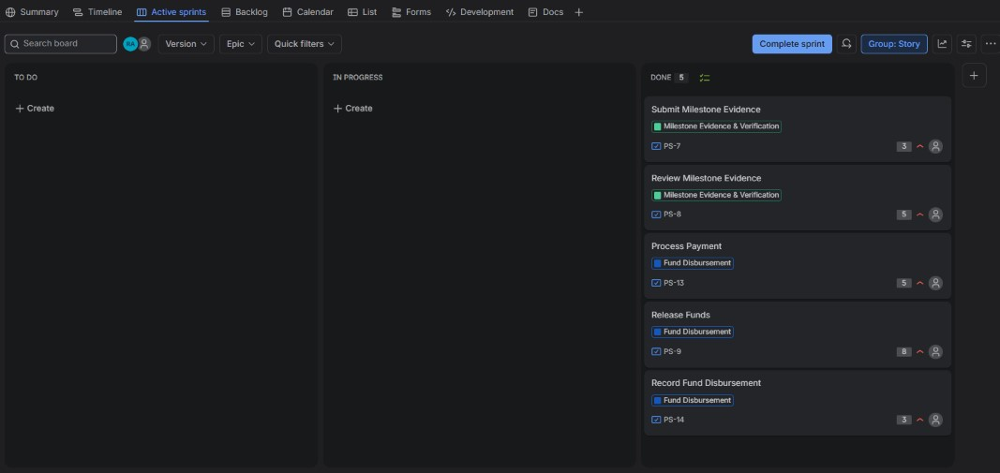 Summary Timeline Active sprints Backlog Calendar List Forms Development Docs
Search board RA Version Epic Quick filters Complete sprint Group: Story
TO DO
Create
IN PROGRESS
Create
DONE 5
Submit Milestone Evidence
Milestone Evidence & Verification
PS-7 3
Review Milestone Evidence
Milestone Evidence & Verification
PS-8 5
Process Payment
Fund Disbursement
PS-13 5
Release Funds
Fund Disbursement
PS-9 8
Record Fund Disbursement
Fund Disbursement
PS-14 3